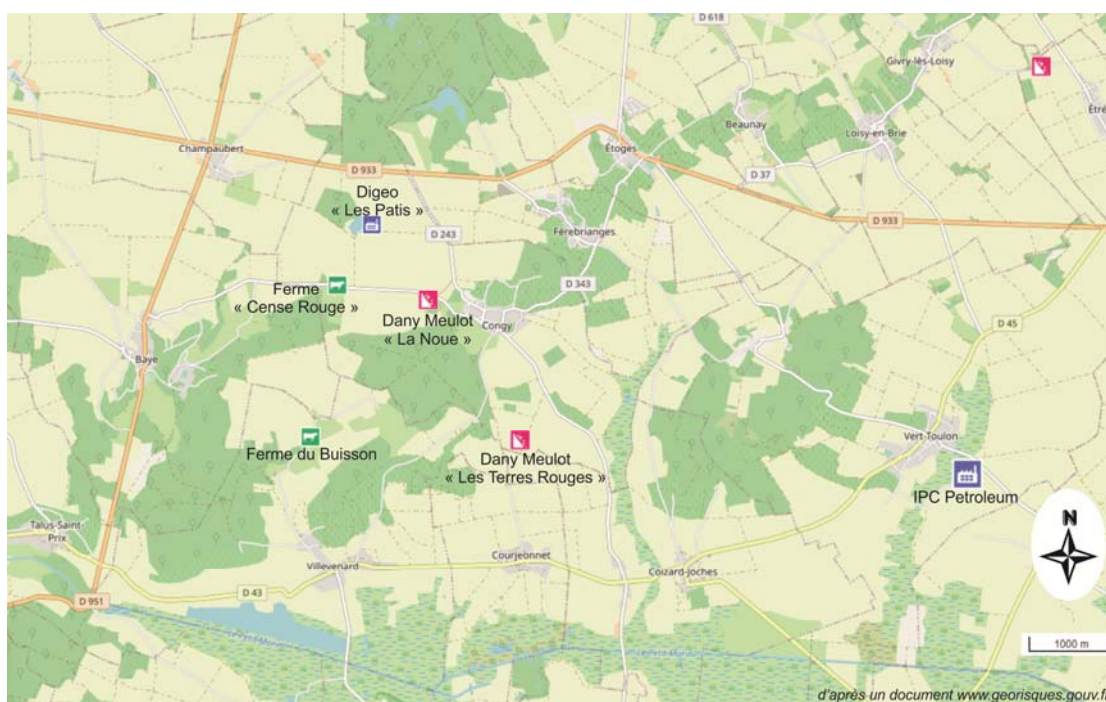 D 618
Givry-lès-Loisy
Beaunay
Loisy-en-Brie
Champaubert
Étoges
D 933
D 37
Digeo
« Les Patis »
D 243
Férebrianges
D 933
Ferme
« Cense Rouge »
D 343
Dany Meulot
« La Noue »
Congy
D 45
Baye
Ferme du Buisson
Dany Meulot
« Les Terres Rouges »
Vert-Toulon
IPC Petroleum
N
Talus-Saint-
Prix
Villevenard
Courjeonnet
Coizard-Joches
D 43
D 951
1000 m
d'après un document www.georisques.gouv.f